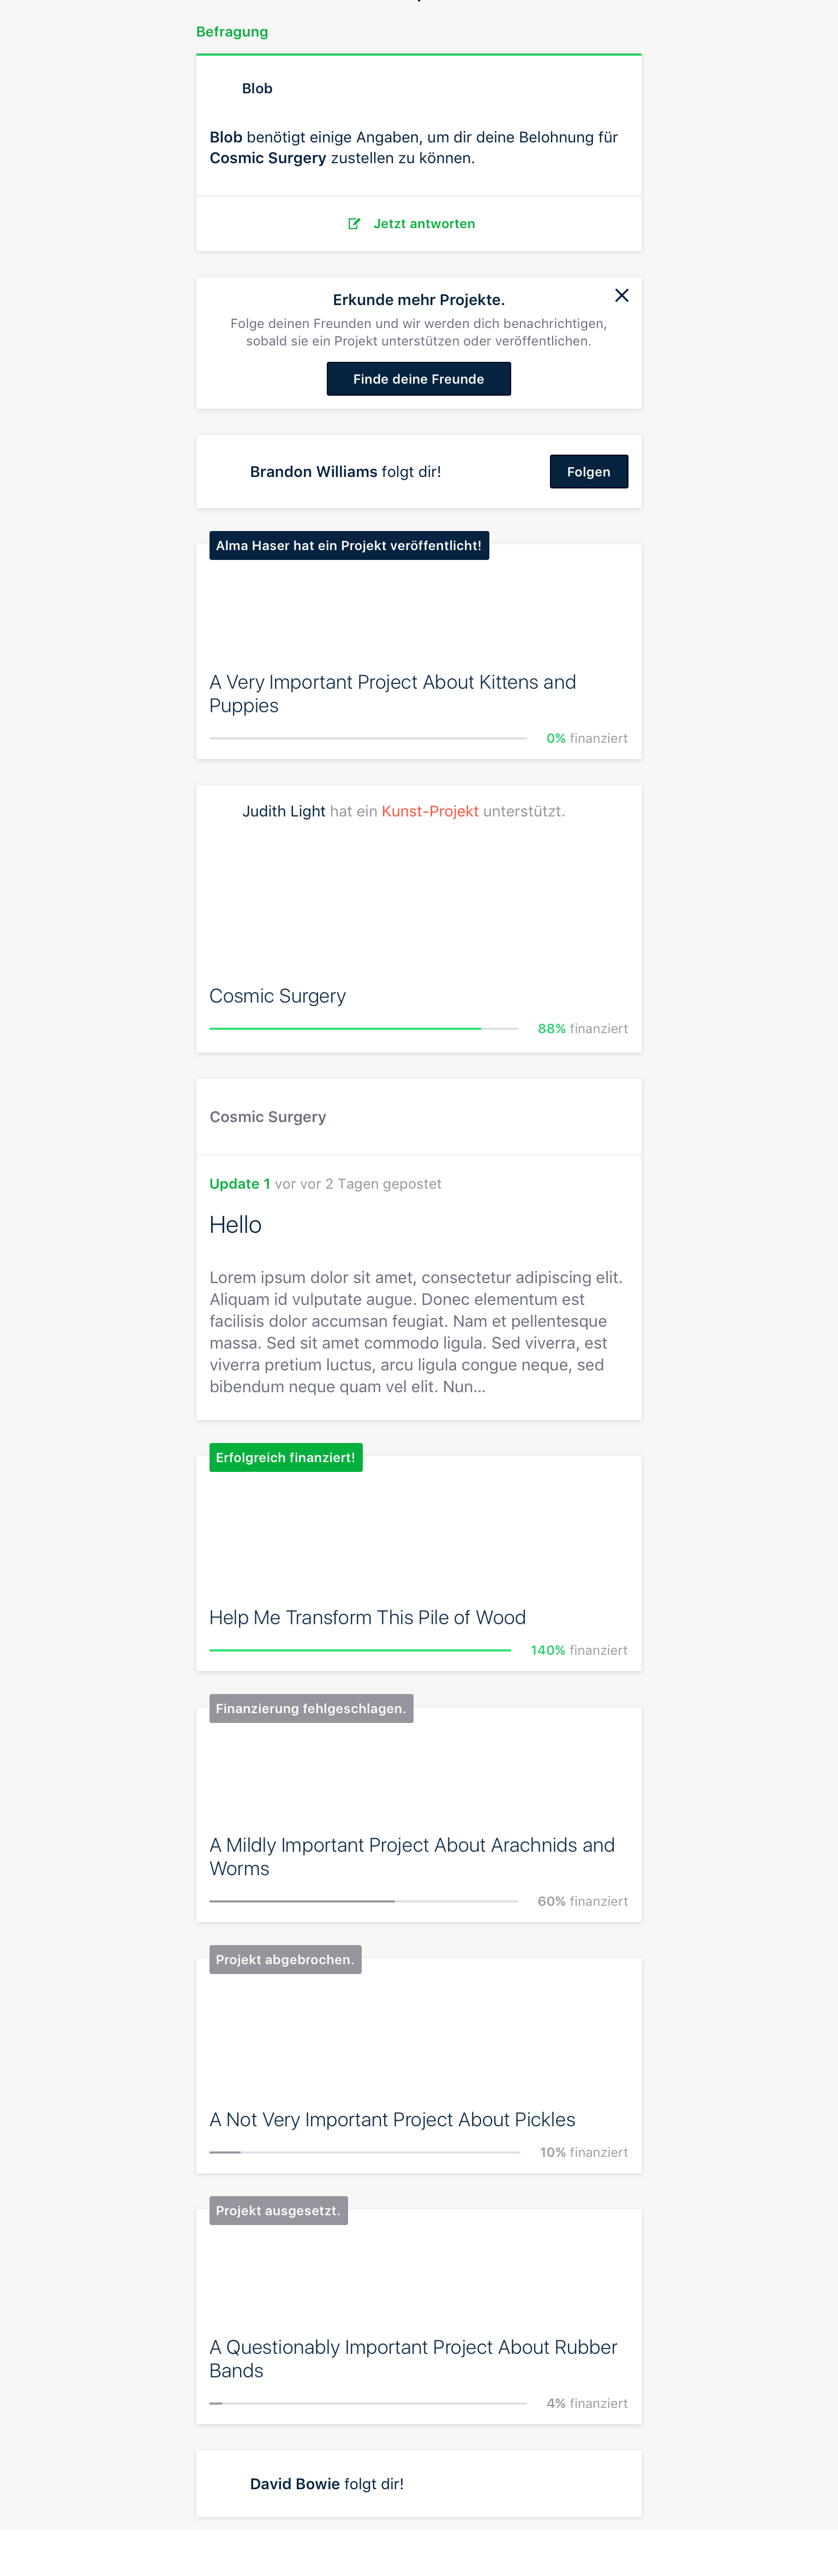 Befragung
Blob
Blob benötigt einige Angaben, um dir deine Belohnung für
Cosmic Surgery zustellen zu können.
Jetzt antworten
Erkunde mehr Projekte.
Folge deinen Freunden und wir werden dich benachrichtigen,
sobald sie ein Projekt unterstützen oder veröffentlichen.
Finde deine Freunde
Brandon Williams folgt dir!
Folgen
Alma Haser hat ein Projekt veröffentlicht!
A Very Important Project About Kittens and
Puppies
0% finanziert
Judith Light hat ein Kunst-Projekt unterstützt.
Cosmic Surgery
88% finanziert
Cosmic Surgery
Update 1 vor vor 2 Tagen gepostet
Hello
Lorem ipsum dolor sit amet, consectetur adipiscing elit.
Aliquam id vulputate augue. Donec elementum est
facilisis dolor accumsan feugiat. Nam et pellentesque
massa. Sed sit amet commodo ligula. Sed viverra, est
viverra pretium luctus, arcu ligula congue neque, sed
bibendum neque quam vel elit. Nun...
Erfolgreich finanziert!
Help Me Transform This Pile of Wood
140% finanziert
Finanzierung fehlgeschlagen.
A Mildly Important Project About Arachnids and
Worms
60% finanziert
Projekt abgebrochen.
A Not Very Important Project About Pickles
10% finanziert
Projekt ausgesetzt.
A Questionably Important Project About Rubber
Bands
4% finanziert
David Bowie folgt dir!